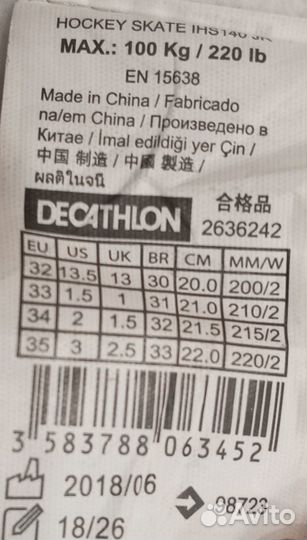 HOCKEY SKATE IHS140 JR
MAX.: 100 Kg / 220 lb
EN 15638
Made in China / Fabricado
na/em China / Произведено в
Китае / İmal edildiği yer Çin /
中国 制造 / 中國 製造 /
ผลิตในจีน
合格品
DECATHLON 2636242
EU US UK BR CM MM/W
32 13.5 13 30 20.0 200/2
33 1.5 1 31 21.0 210/2
34 2 1.5 32 21.5 215/2
35 3 2.5 33 22.0 220/2
3 583788 063452
2018/06 08723
18/26
Avito